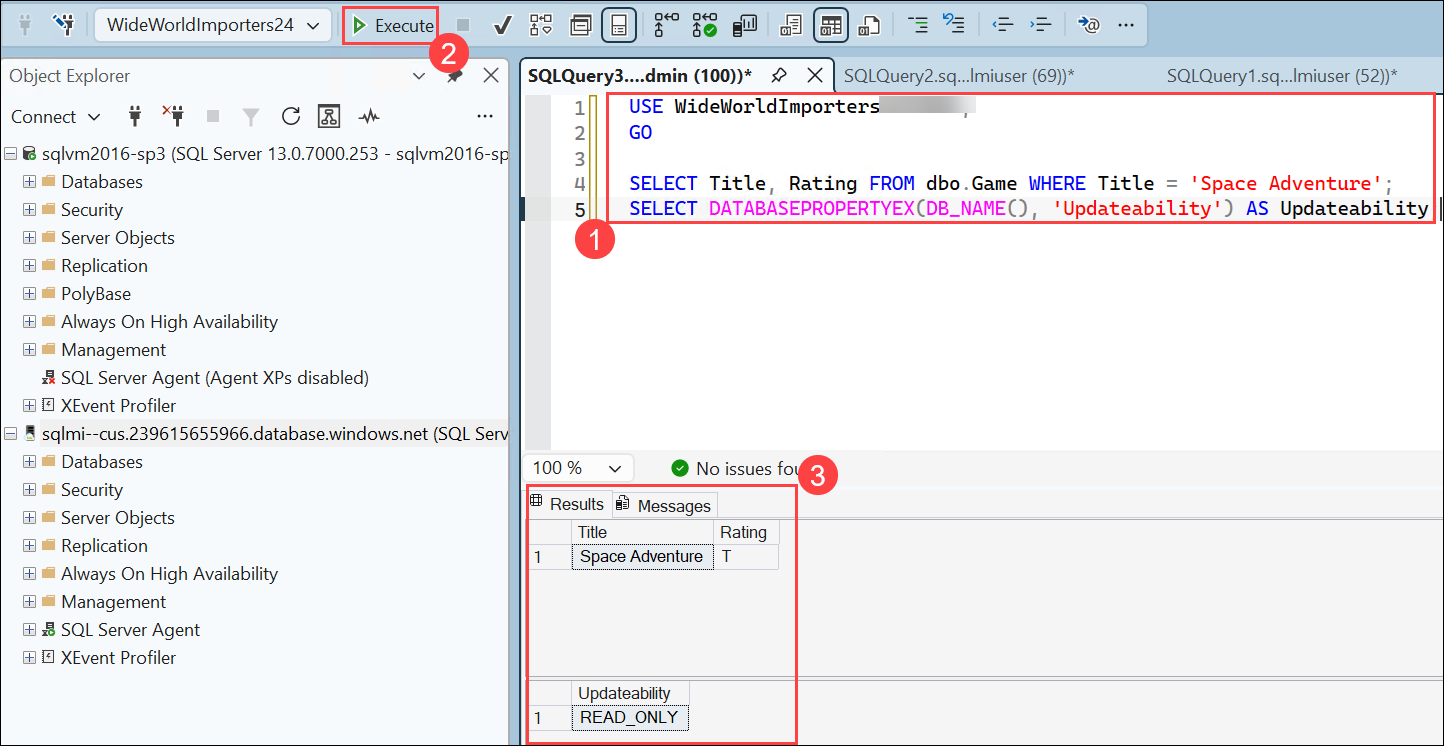 WideWorldImporters24
Execute
2
Object Explorer
Connect
sqlvm2016-sp3 (SQL Server 13.0.7000.253 - sqlvm2016-sp
Databases
Security
Server Objects
Replication
PolyBase
Always On High Availability
Management
SQL Server Agent (Agent XPs disabled)
XEvent Profiler
sqlmi--cus.239615655966.database.windows.net (SQL Serv
Databases
Security
Server Objects
Replication
Always On High Availability
Management
SQL Server Agent
XEvent Profiler
SQLQuery3....dmin (100))*
SQLQuery2.sq...lmiuser (69))*
SQLQuery1.sq...lmiuser (52))*
1 USE WideWorldImporters ;
2 GO
3
4 SELECT Title, Rating FROM dbo.Game WHERE Title = 'Space Adventure';
5 SELECT DATABASEPROPERTYEX(DB_NAME(), 'Updateability') AS Updateability
1
100 %
No issues fou
3
Results Messages
Title Rating
1 Space Adventure T
Updateability
1 READ_ONLY